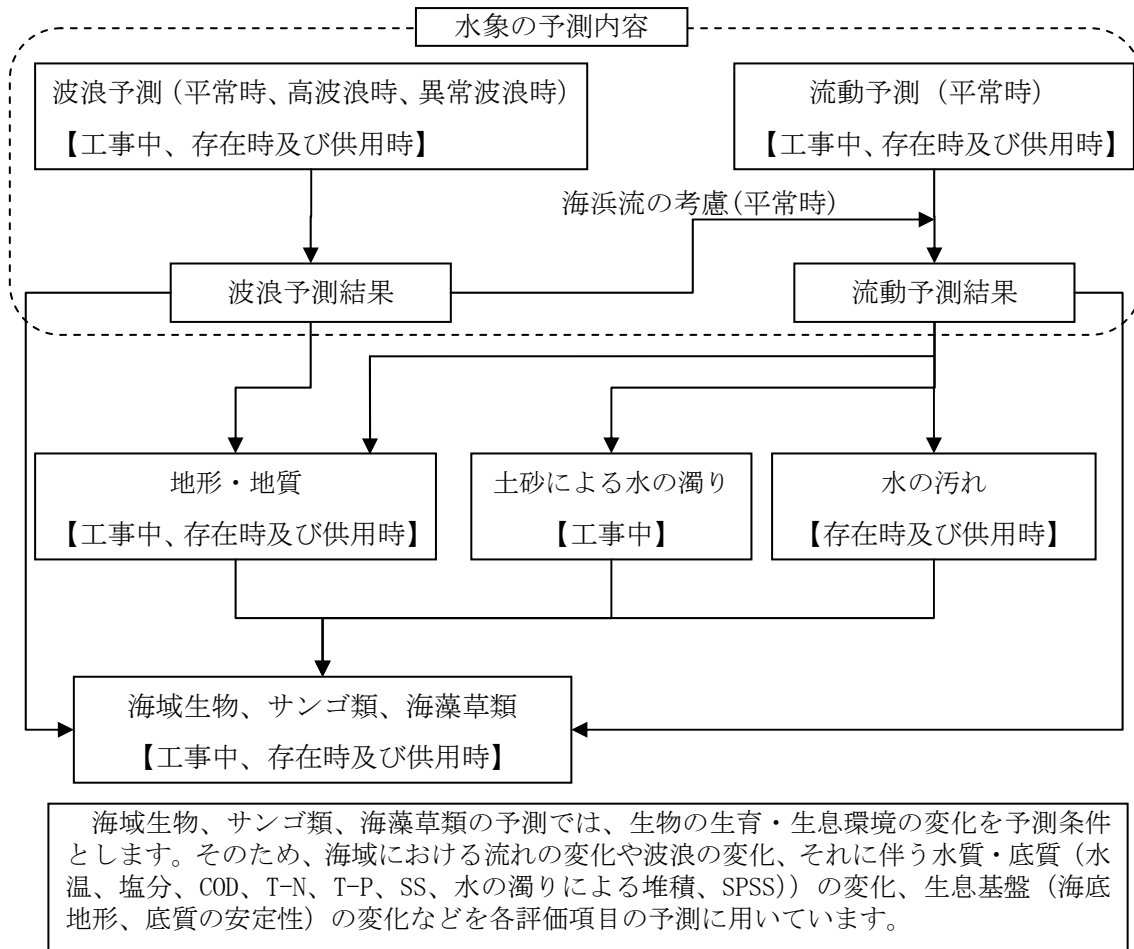 水象の予測内容
波浪予測(平常時、高波浪時、異常波浪時)
【工事中、存在時及び供用時】
流動予測 (平常時)
【工事中、存在時及び供用時】
海浜流の考慮(平常時)
波浪予測結果
流動予測結果
地形・地質
【工事中、存在時及び供用時】
土砂による水の濁り
【工事中】
水の汚れ
【存在時及び供用時】
海域生物、サンゴ類、海藻草類
【工事中、存在時及び供用時】
海域生物、サンゴ類、海藻草類の予測では、生物の生育・生息環境の変化を予測条件
とします。そのため、海域における流れの変化や波浪の変化、それに伴う水質・底質(水
温、塩分、COD、T-N、T-P、SS、水の濁りによる堆積、SPSS))の変化、生息基盤(海底
地形、底質の安定性)の変化などを各評価項目の予測に用いています。